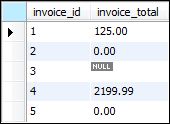 invoice_id invoice_total
1 125.00
2 0.00
3 NULL
4 2199.99
5 0.00